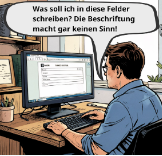 Was soll ich in diese Felder
schreiben? Die Beschriftung
macht gar keinen Sinn!